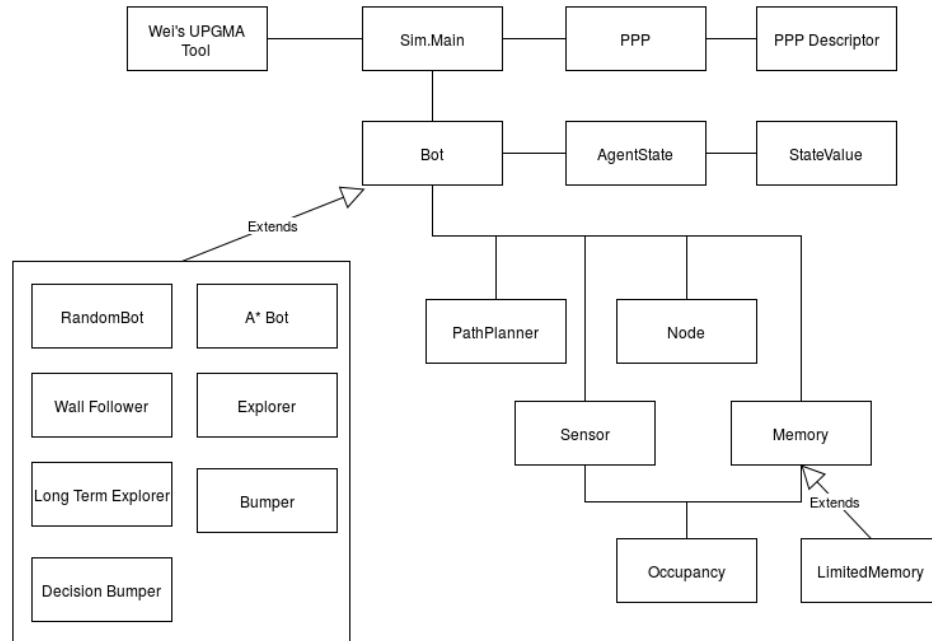 Wei's UPGMA
Tool
Sim.Main
PPP
PPP Descriptor
Bot
AgentState
StateValue
Extends
RandomBot
A* Bot
PathPlanner
Node
Wall Follower
Explorer
Sensor
Memory
Long Term Explorer
Bumper
Extends
Decision Bumper
Occupancy
LimitedMemory